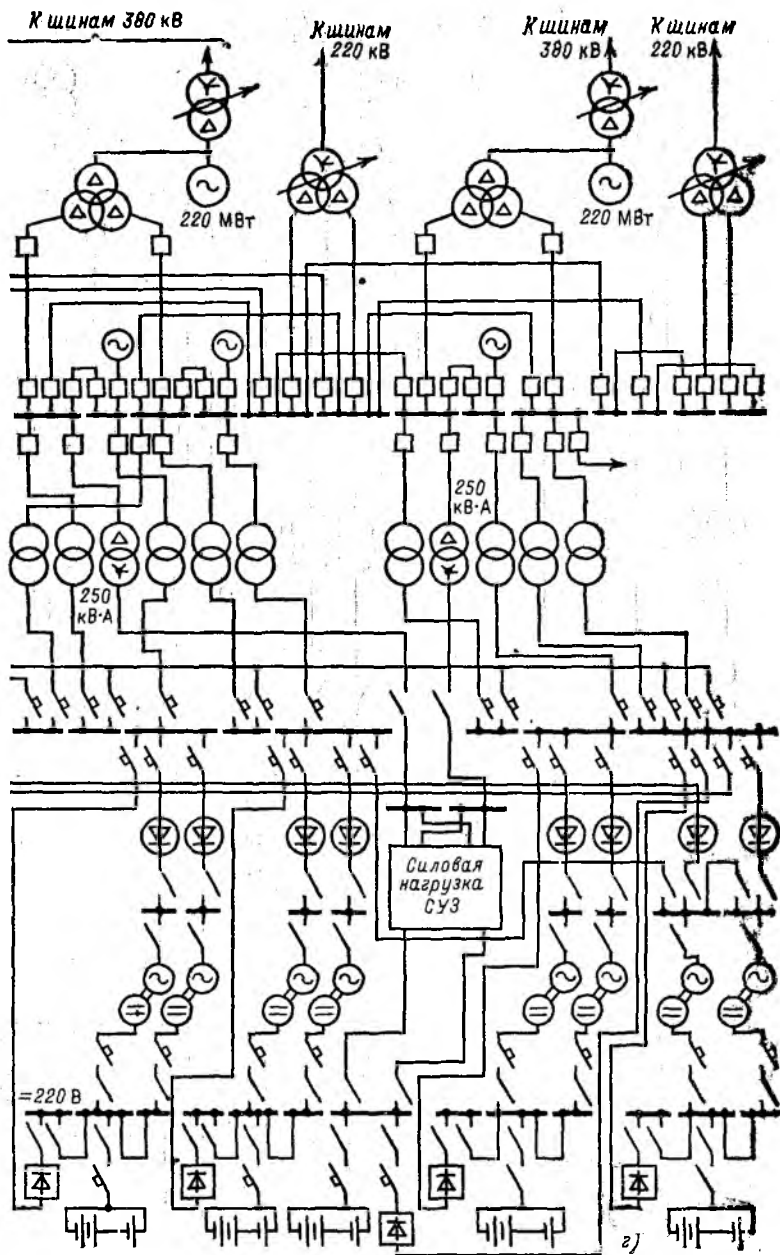 К шинам 380 кВ
К шинам
220 кВ
К шинам
380 кВ
К шинам
220 кВ
220 МВт
220 МВт
250
кВ·А
250
кВ·А
Силовая
нагрузка
СУЗ
=220 В
г)